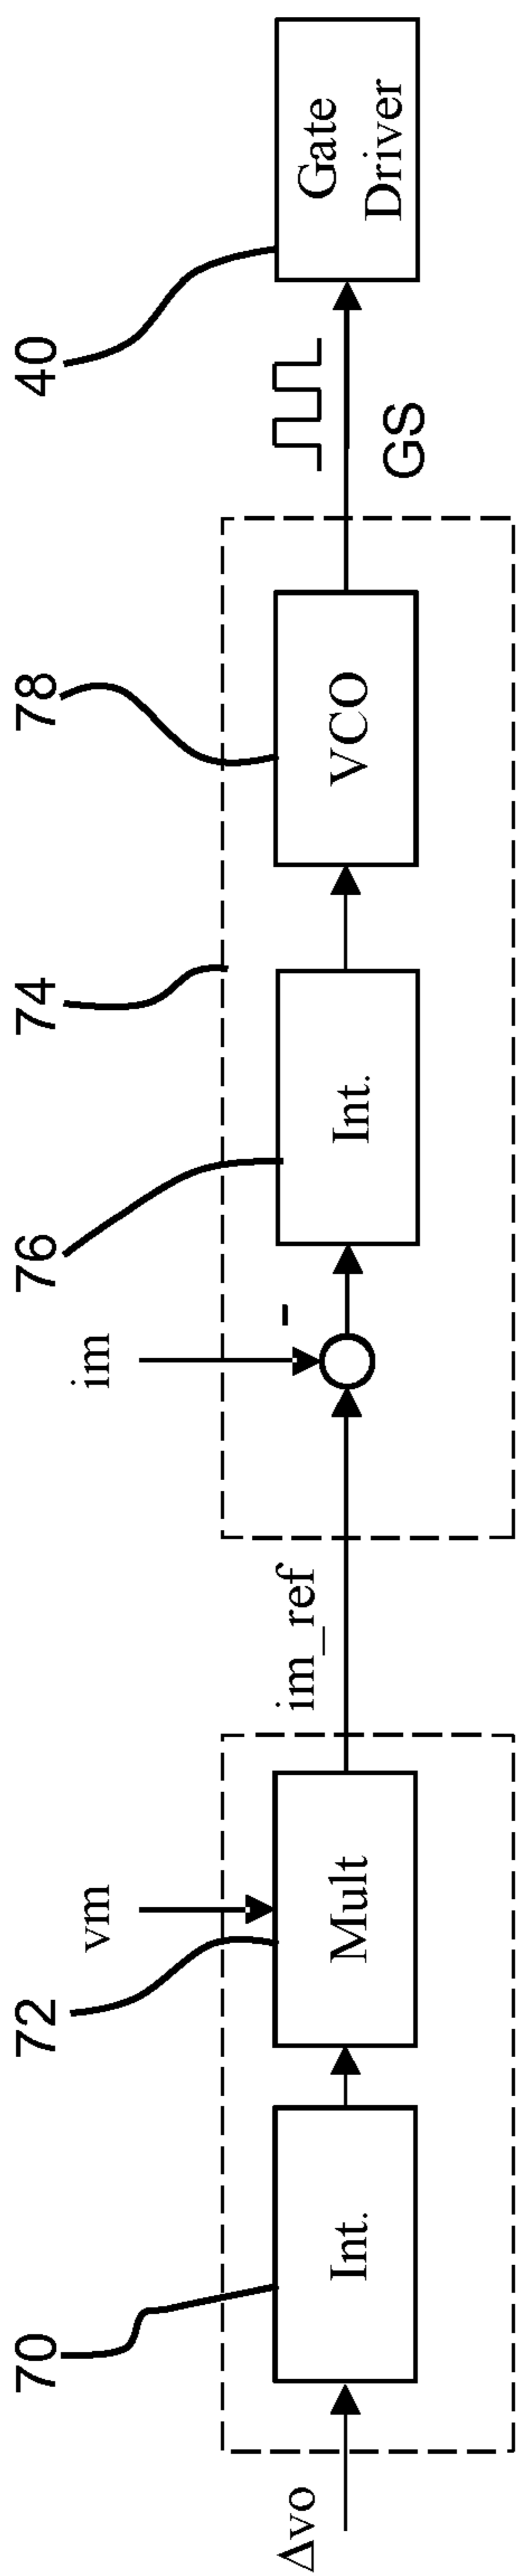 70
72
76
74
78
40
vm
im
Δvo
Int.
Mult
im_ref
-
Int.
VCO
GS
Gate
Driver